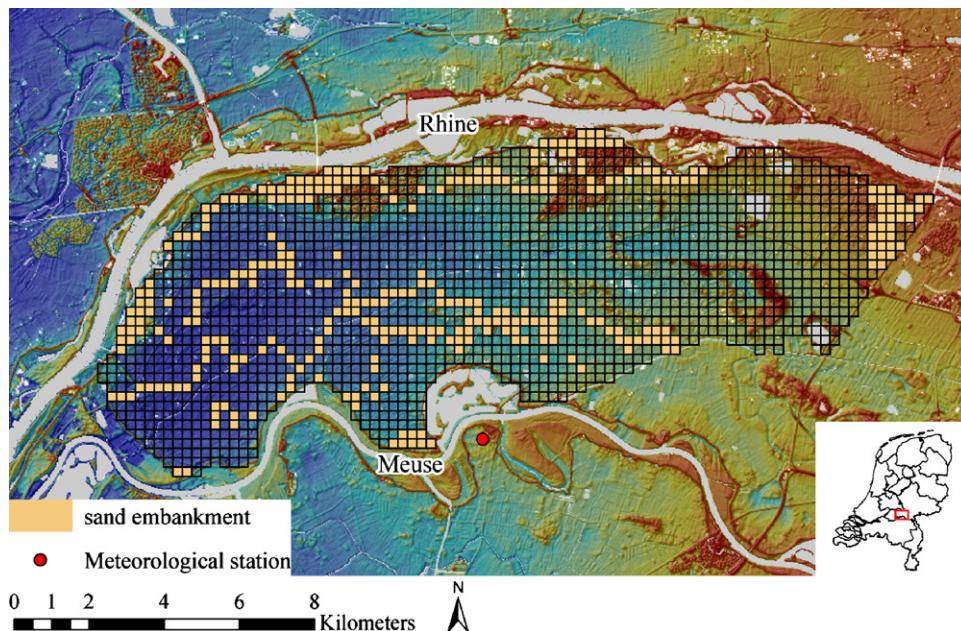 Rhine
Meuse
sand embankment
Meteorological station
N
0 1 2 4 6 8
Kilometers